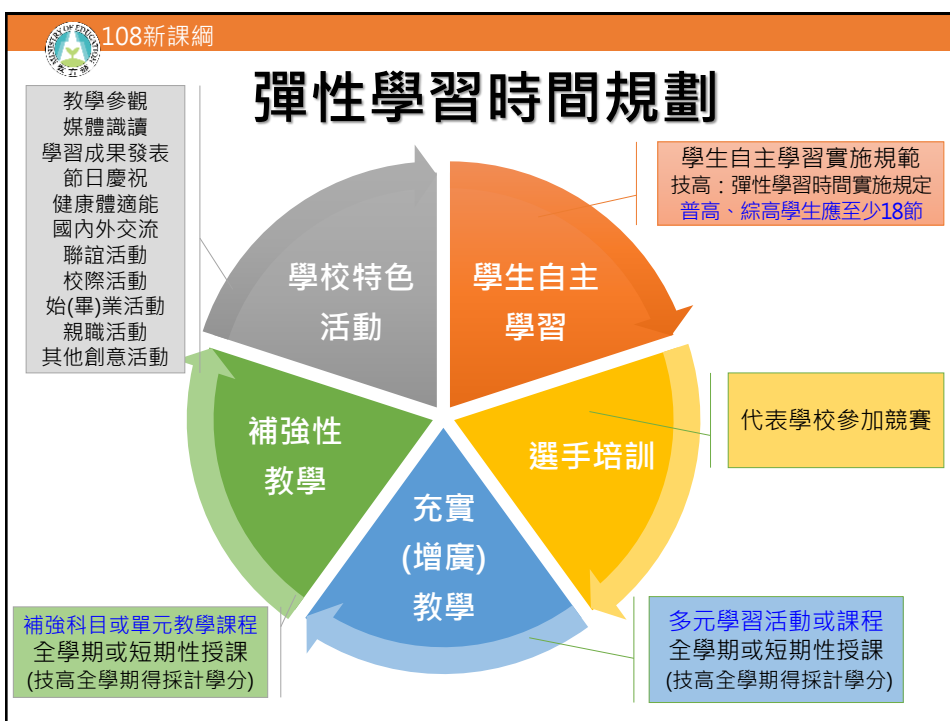 108新課綱
MINISTRY OF EDUCATION
教育部
彈性學習時間規劃
教學參觀
媒體識讀
學習成果發表
節日慶祝
健康體適能
國內外交流
聯誼活動
校際活動
始(畢)業活動
親職活動
其他創意活動
學生自主學習實施規範
技高：彈性學習時間實施規定
普高、綜高學生應至少18節
學校特色
活動
學生自主
學習
代表學校參加競賽
選手培訓
補強性
教學
充實
(增廣)
教學
補強科目或單元教學課程
全學期或短期性授課
(技高全學期得採計學分)
多元學習活動或課程
全學期或短期性授課
(技高全學期得採計學分)